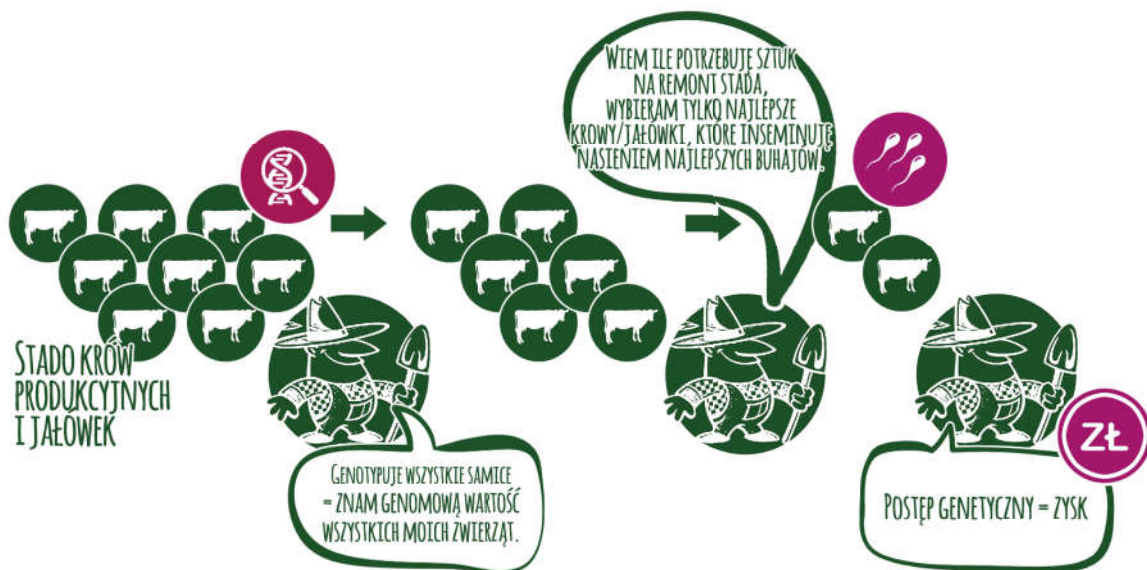 STADO KRÓW
PRODUKCYJNYCH
I JAŁÓWEK
GENOTYPUJE WSZYSTKIE SAMICE
= ZNAM GENOMOWĄ WARTOŚĆ
WSZYSTKICH MOICH ZWIERZĄT.
WIEM ILE POTRZEBUJĘ SZTUK
NA REMONT STADA,
WYBIERAM TYLKO NAJLEPSZE
KROWY/JAŁÓWKI, KTÓRE INSEMINUJĘ
NASIENIEM NAJLEPSZYCH BUHAJÓW.
POSTĘP GENETYCZNY = ZYSK
ZŁ